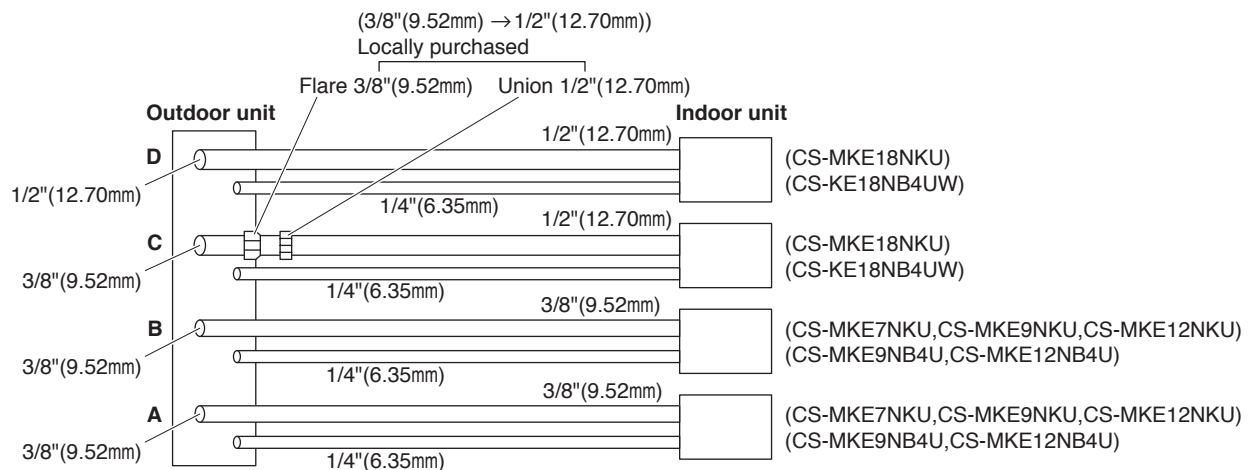 (3/8"(9.52mm) →1/2"(12.70mm))
Locally purchased
Flare 3/8"(9.52mm)
Union 1/2"(12.70mm)
Outdoor unit
Indoor unit
D
1/2"(12.70mm)
1/2"(12.70mm)
1/4"(6.35mm)
(CS-MKE18NKU)
(CS-KE18NB4UW)
C
3/8"(9.52mm)
1/2"(12.70mm)
1/4"(6.35mm)
(CS-MKE18NKU)
(CS-KE18NB4UW)
B
3/8"(9.52mm)
3/8"(9.52mm)
1/4"(6.35mm)
(CS-MKE7NKU,CS-MKE9NKU,CS-MKE12NKU)
(CS-MKE9NB4U,CS-MKE12NB4U)
A
3/8"(9.52mm)
3/8"(9.52mm)
1/4"(6.35mm)
(CS-MKE7NKU,CS-MKE9NKU,CS-MKE12NKU)
(CS-MKE9NB4U,CS-MKE12NB4U)